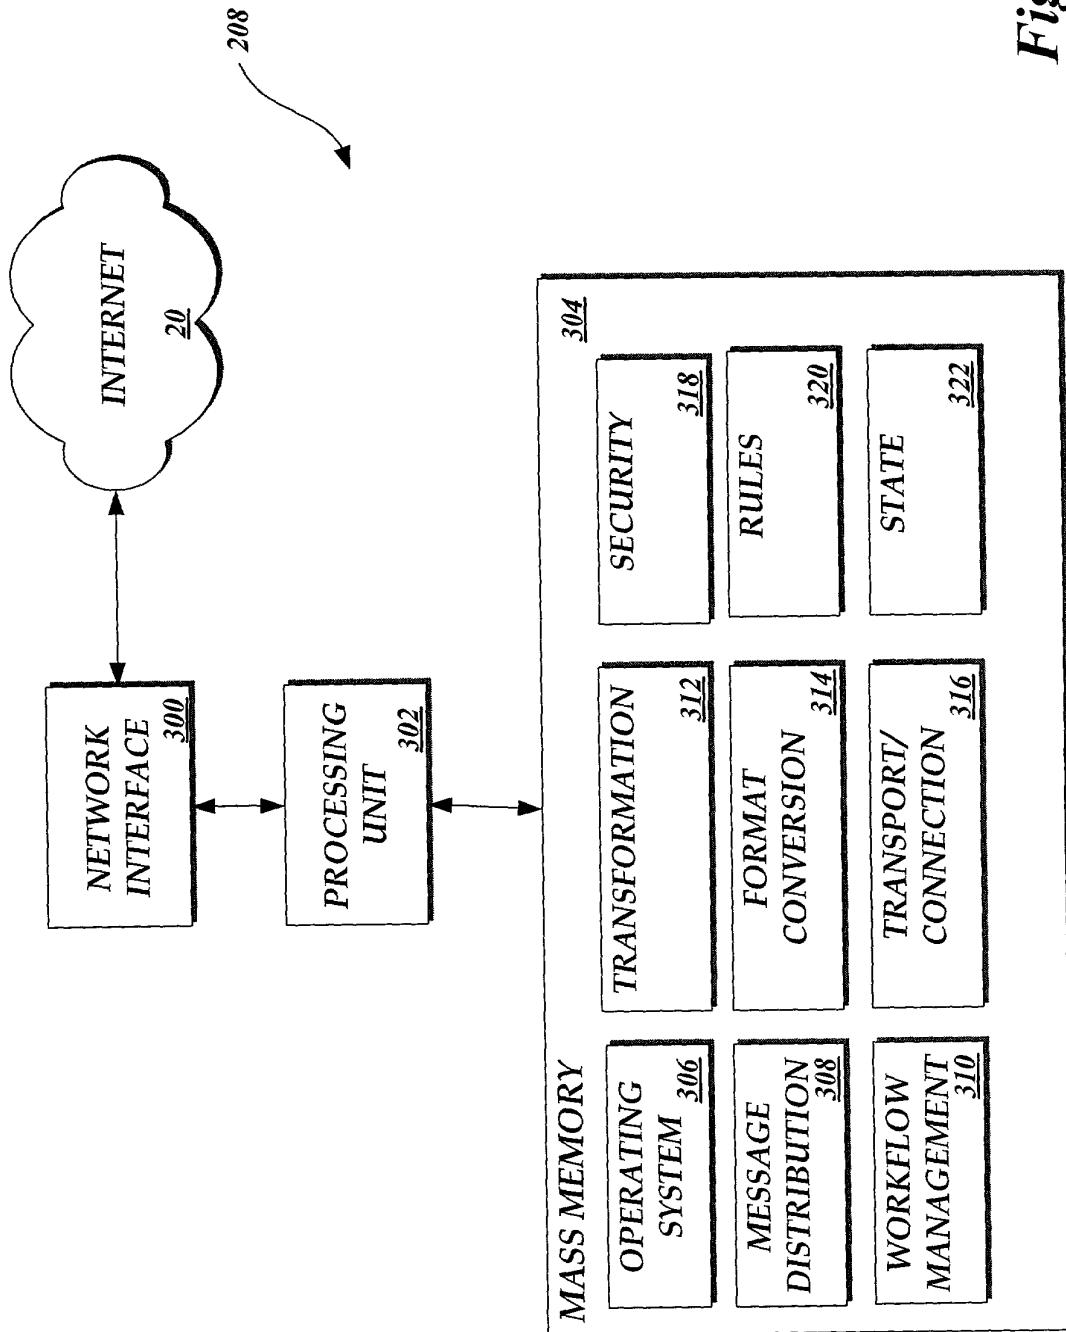 208
INTERNET
20
NETWORK
INTERFACE
300
PROCESSING
UNIT
302
MASS MEMORY
304
OPERATING
SYSTEM
306
TRANSFORMATION
312
SECURITY
318
MESSAGE
DISTRIBUTION
308
FORMAT
CONVERSION
314
RULES
320
WORKFLOW
MANAGEMENT
310
TRANSPORT/
CONNECTION
316
STATE
322